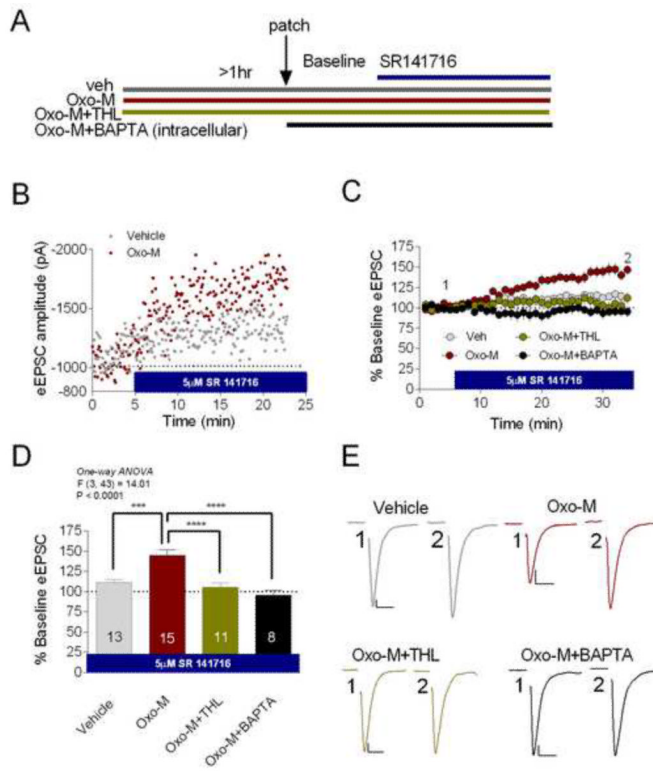 A
patch
>1hr
Baseline
SR141716
veh
Oxo-M
Oxo-M+THL
Oxo-M+BAPTA (intracellular)
B
Vehicle
Oxo-M
eEPSC amplitude (pA)
-2000
-1500
-1000
-800
5μM SR 141716
0 5 10 15 20 25
Time (min)
C
% Baseline eEPSC
175
150
125
100
75
50
25
0
1
2
Veh
Oxo-M+THL
Oxo-M
Oxo-M+BAPTA
5μM SR 141716
0 10 20 30
Time (min)
D
One-way ANOVA
F (3, 43) = 14.01
P < 0.0001
***
****
****
% Baseline eEPSC
175
150
125
100
75
50
25
0
13
15
11
8
5μM SR 141716
Vehicle
Oxo-M
Oxo-M+THL
Oxo-M+BAPTA
E
Vehicle
1
2
Oxo-M
1
2
Oxo-M+THL
1
2
Oxo-M+BAPTA
1
2